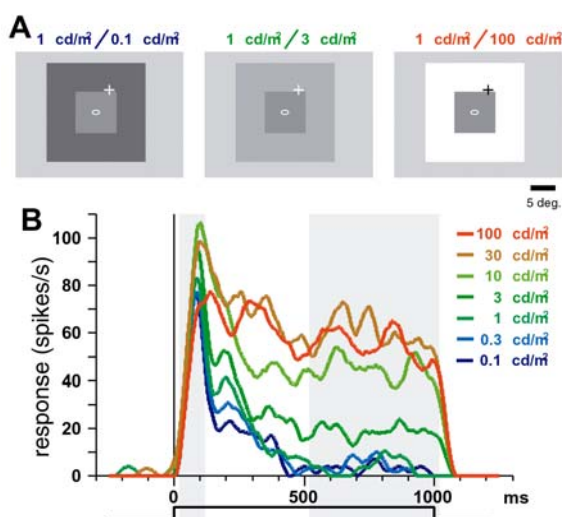 A
1 cd/m² / 0.1 cd/m²
1 cd/m² / 3 cd/m²
1 cd/m² / 100 cd/m²
5 deg.
B
response (spikes/s)
100
80
60
40
20
0
100 cd/m²
30 cd/m²
10 cd/m²
3 cd/m²
1 cd/m²
0.3 cd/m²
0.1 cd/m²
0
500
1000
ms